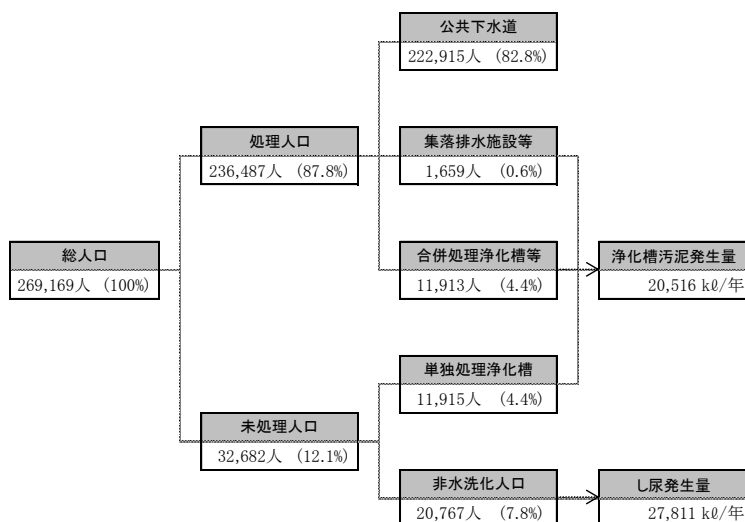 公共下水道
222,915人 (82.8%)
処理人口
236,487人 (87.8%)
集落排水施設等
1,659人 (0.6%)
総人口
269,169人 (100%)
合併処理浄化槽等
11,913人 (4.4%)
浄化槽汚泥発生量
20,516 kℓ/年
単独処理浄化槽
11,915人 (4.4%)
未処理人口
32,682人 (12.1%)
非水洗化人口
20,767人 (7.8%)
し尿発生量
27,811 kℓ/年